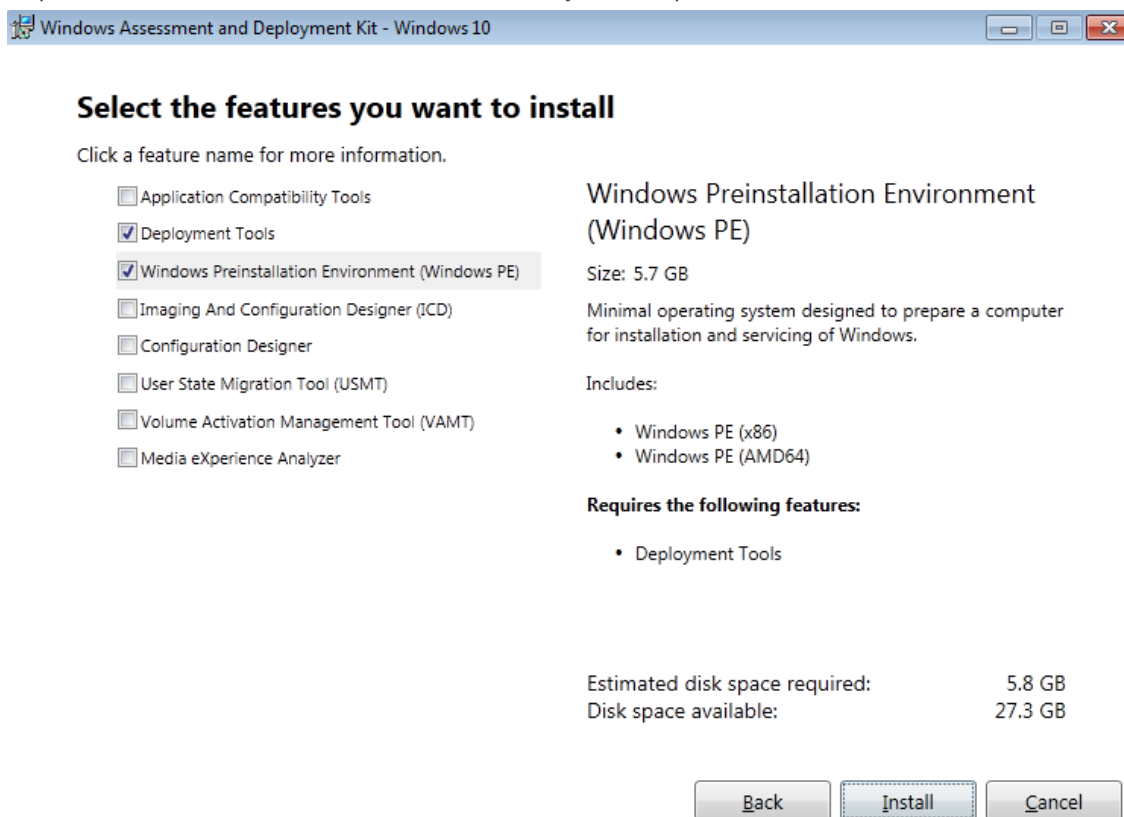 Windows Assessment and Deployment Kit - Windows 10
Select the features you want to install
Click a feature name for more information.
Application Compatibility Tools
Deployment Tools
Windows Preinstallation Environment (Windows PE)
Imaging And Configuration Designer (ICD)
Configuration Designer
User State Migration Tool (USMT)
Volume Activation Management Tool (VAMT)
Media eXperience Analyzer
Windows Preinstallation Environment
(Windows PE)
Size: 5.7 GB
Minimal operating system designed to prepare a computer
for installation and servicing of Windows.
Includes:
• Windows PE (x86)
• Windows PE (AMD64)
Requires the following features:
• Deployment Tools
Estimated disk space required: 5.8 GB
Disk space available: 27.3 GB
Back Install Cancel